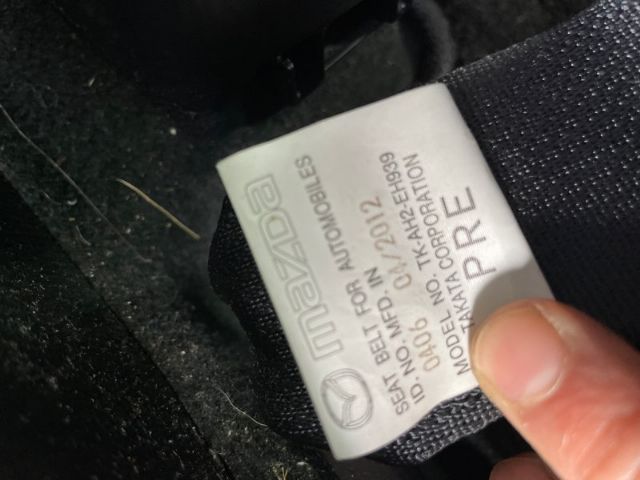 mazda
SEAT BELT FOR AUTOMOBILES
ID. NO. MFD. IN
0406 04/2012
MODEL NO. TK-AH2-EH939
TAKATA CORPORATION
PRE